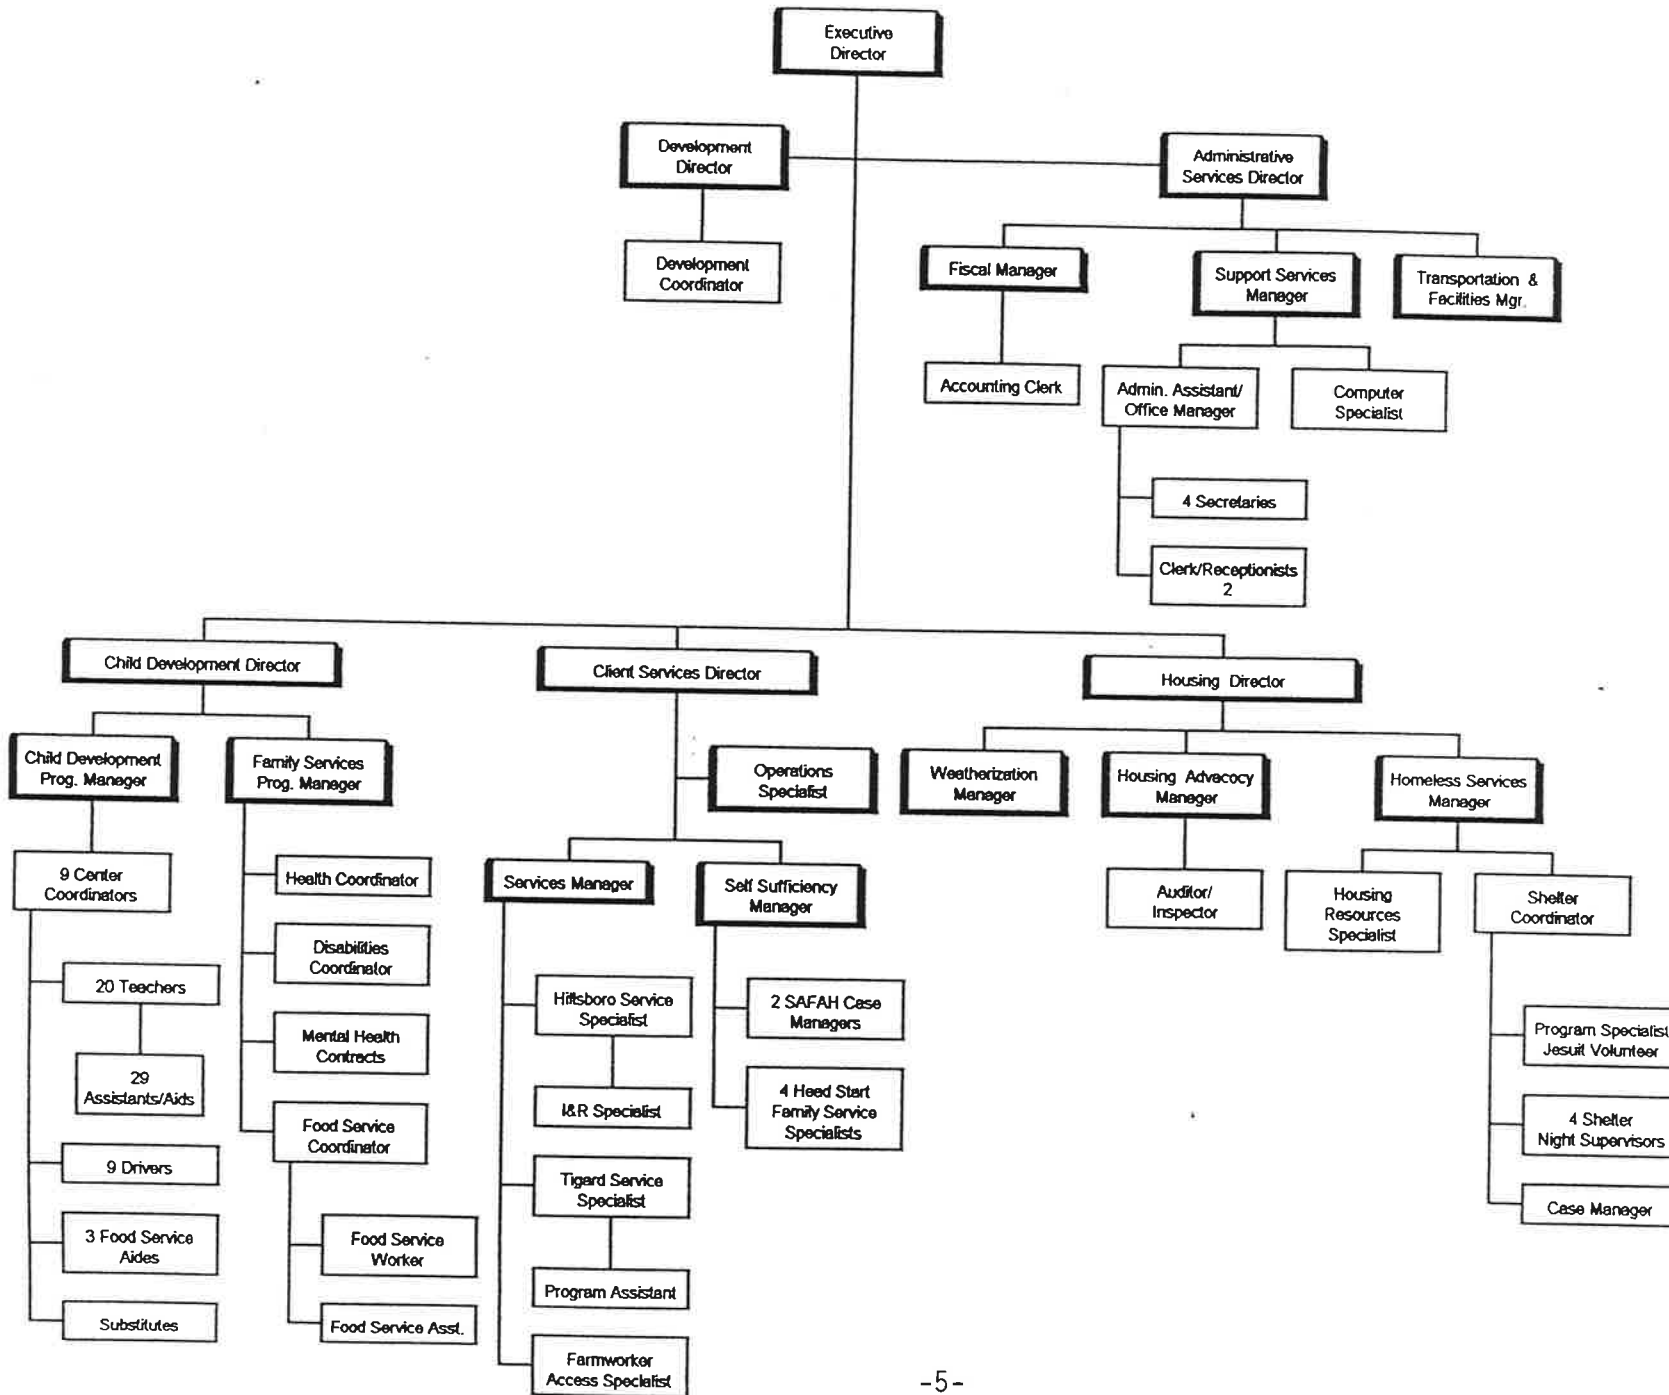 Executive
Director
Development
Director
Administrative
Services Director
Development
Coordinator
Fiscal Manager
Support Services
Manager
Transportation &
Facilities Mgr.
Accounting Clerk
Admin. Assistant/
Office Manager
Computer
Specialist
4 Secretaries
Clerk/Receptionists
2
Child Development Director
Client Services Director
Housing Director
Child Development
Prog. Manager
Family Services
Prog. Manager
Operations
Specialist
Weatherization
Manager
Housing Advacocy
Manager
Homeless Services
Manager
9 Center
Coordinators
Health Coordinator
Services Manager
Self Sufficiency
Manager
Auditor/
Inspector
Housing
Resources
Specialist
Shelter
Coordinator
20 Teachers
29
Assistants/Aids
9 Drivers
3 Food Service
Aides
Substitutes
Disabilities
Coordinator
Mental Health
Contracts
Food Service
Coordinator
Food Service
Worker
Food Service Asst.
Hillsboro Service
Specialist
I&R Specialist
Tigard Service
Specialist
Program Assistant
Farmworker
Access Specialist
2 SAFAH Case
Managers
4 Head Start
Family Service
Specialists
Program Specialist
Jesuit Volunteer
4 Shelter
Night Supervisors
Case Manager
-5-